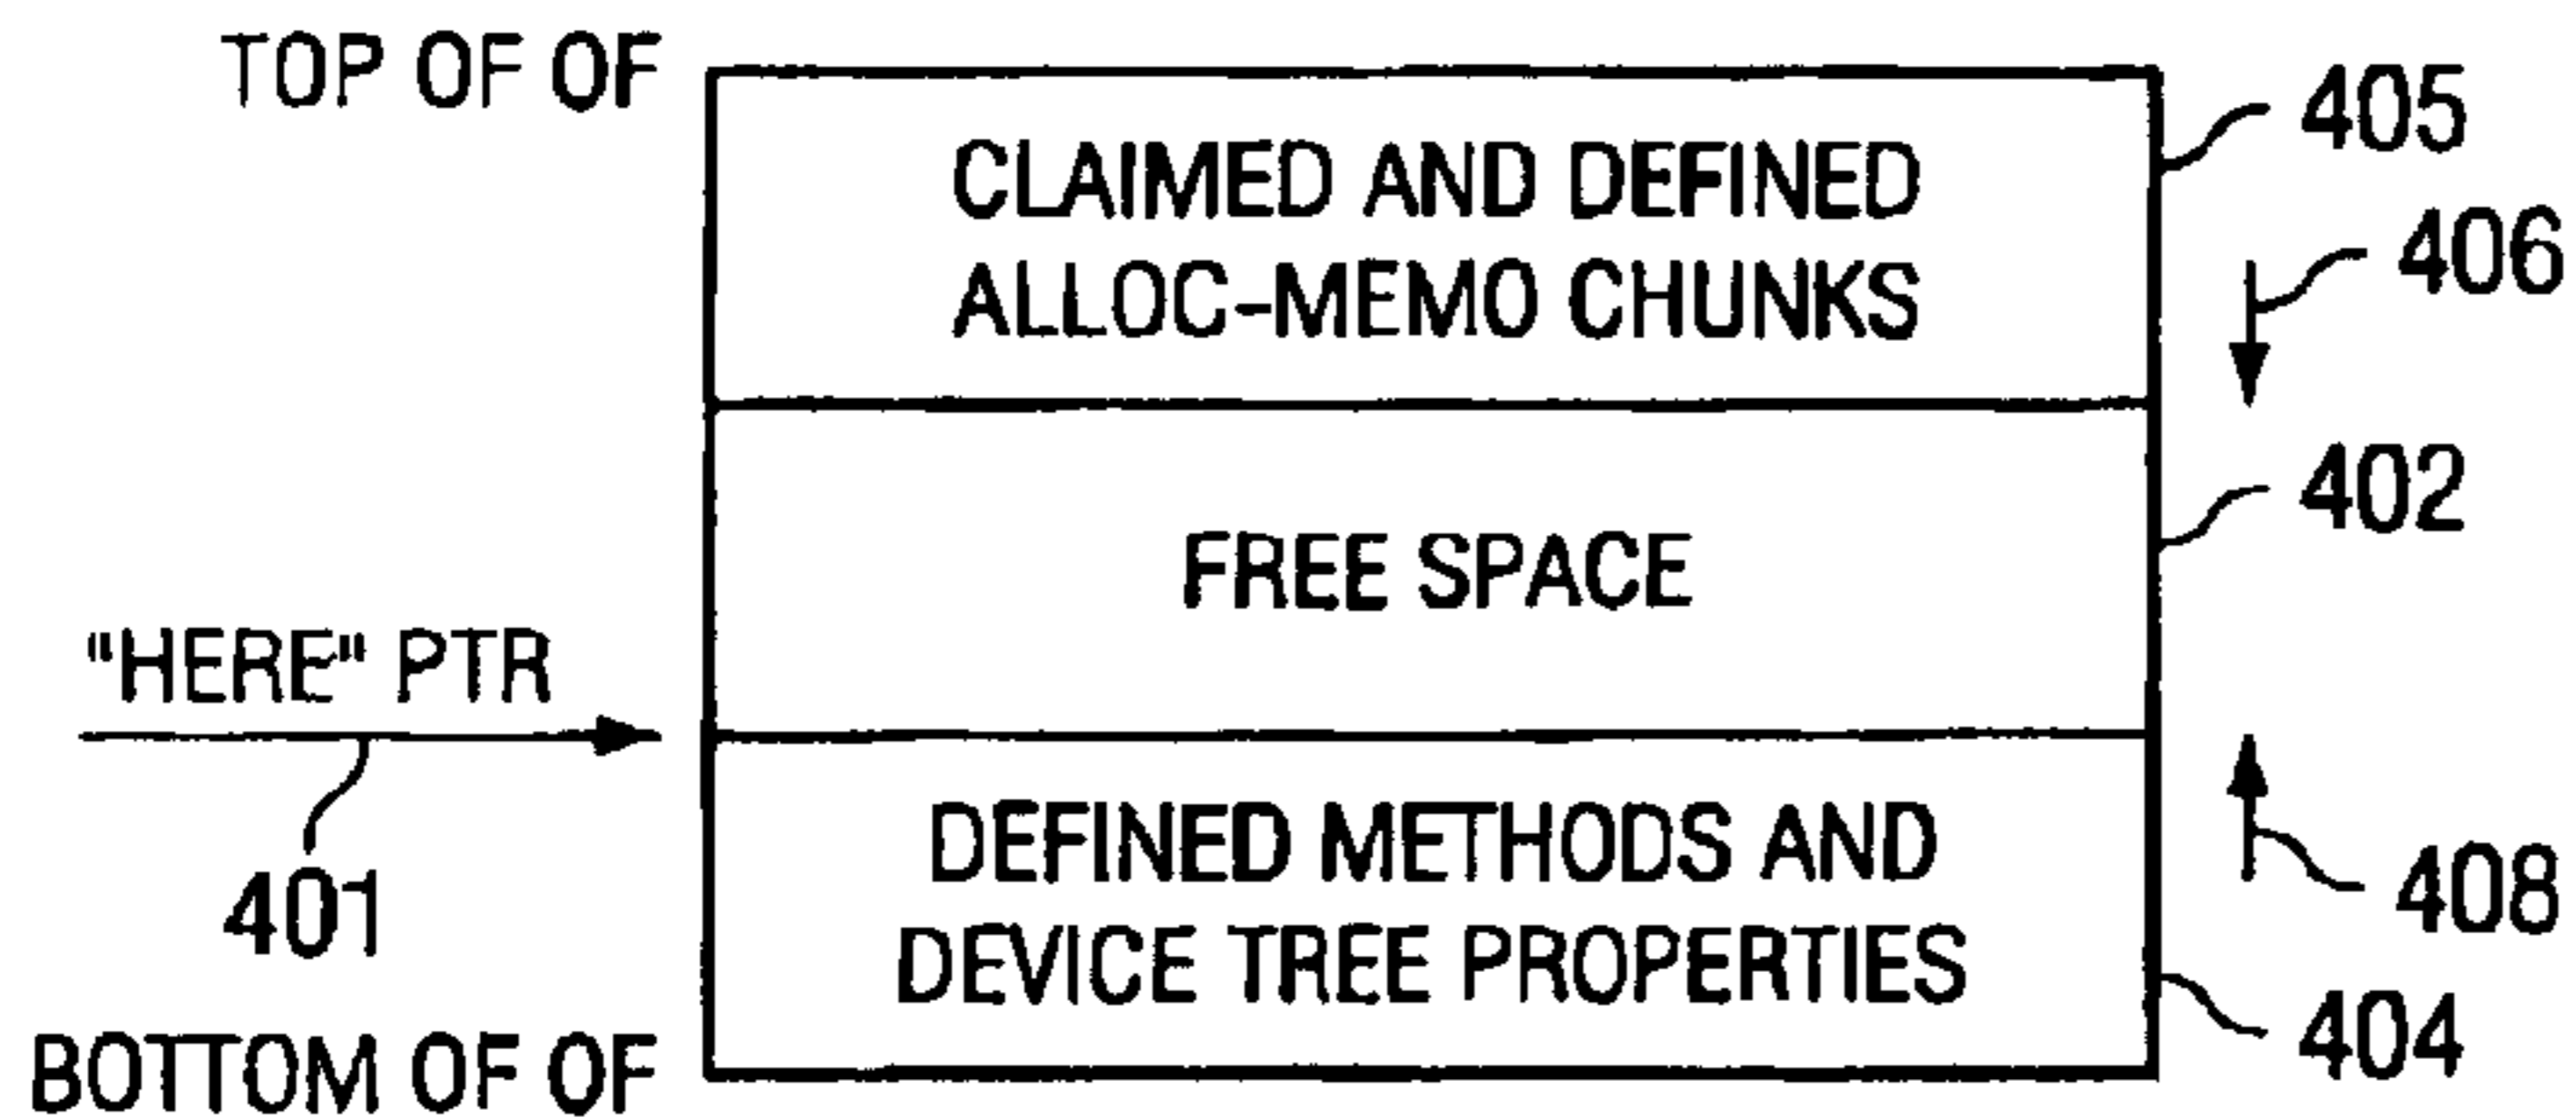 TOP OF OF
405
CLAIMED AND DEFINED
ALLOC-MEMO CHUNKS
406
402
FREE SPACE
"HERE" PTR
401
DEFINED METHODS AND
DEVICE TREE PROPERTIES
408
404
BOTTOM OF OF